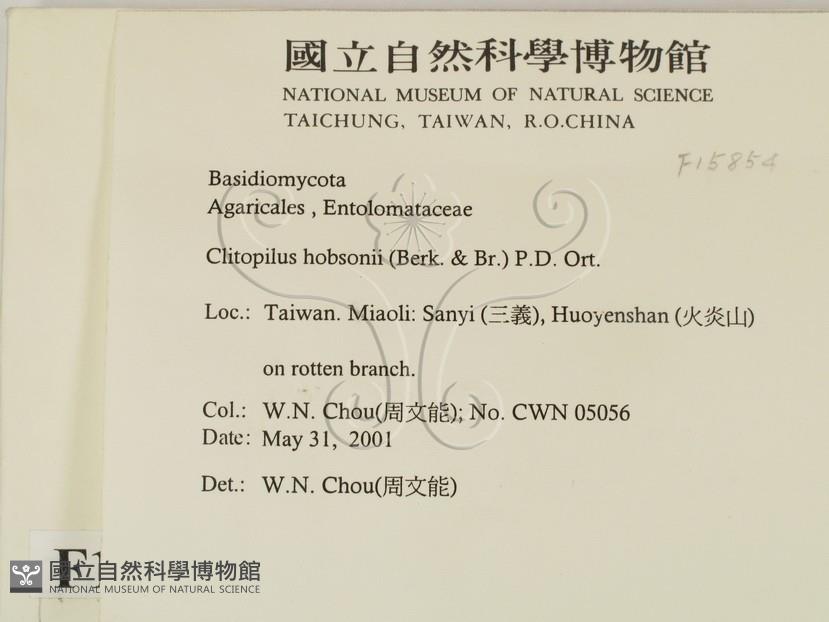 國立自然科學博物館
NATIONAL MUSEUM OF NATURAL SCIENCE
TAICHUNG, TAIWAN, R.O.CHINA
F15854
Basidiomycota
Agaricales , Entolomataceae
Clitopilus hobsonii (Berk. & Br.) P.D. Ort.
Loc.: Taiwan. Miaoli: Sanyi (三義), Huoyenshan (火炎山)
on rotten branch.
Col.: W.N. Chou(周文能); No. CWN 05056
Date: May 31, 2001
Det.: W.N. Chou(周文能)
F1
國立自然科學博物館
NATIONAL MUSEUM OF NATURAL SCIENCE